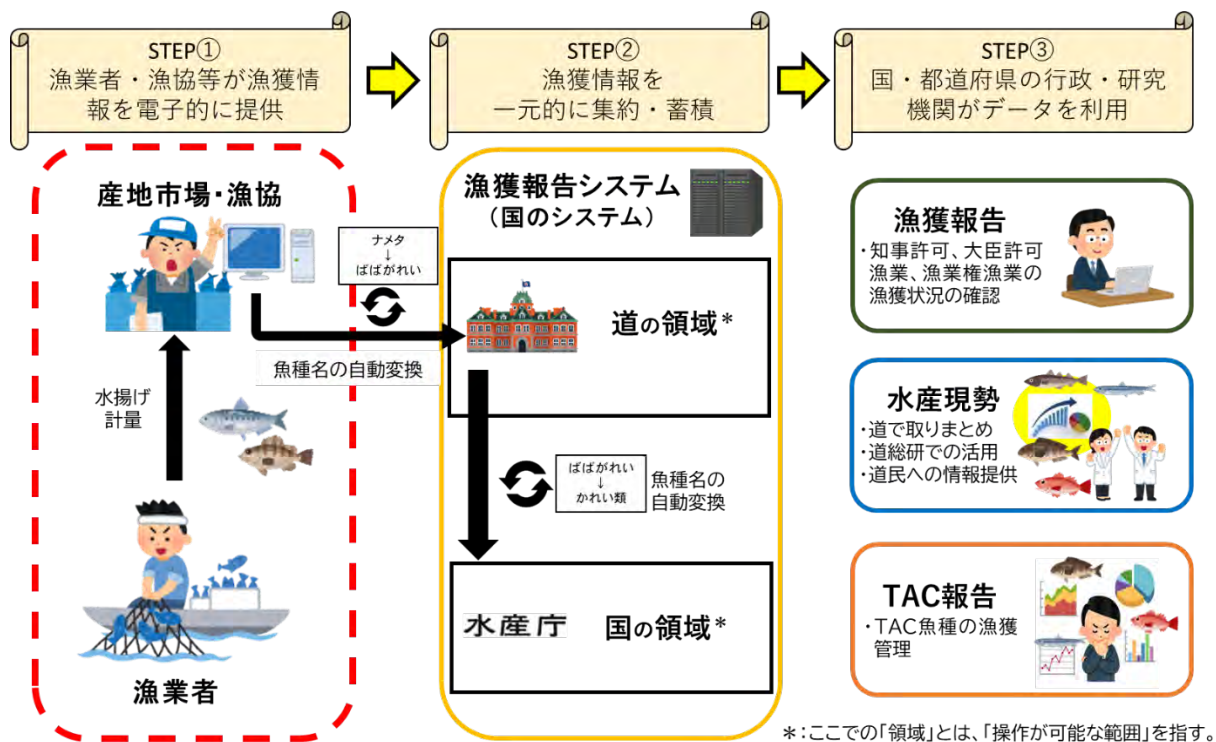 STEP①
漁業者・漁協等が漁獲情
報を電子的に提供
STEP②
漁獲情報を
一元的に集約・蓄積
STEP③
国・都道府県の行政・研究
機関がデータを利用
産地市場・漁協
ナメタ
↓
ばばがれい
魚種名の自動変換
水揚げ
計量
漁業者
漁獲報告システム
（国のシステム）
道の領域*
ばばがれい
↓
かれい類
魚種名の
自動変換
水産庁
国の領域*
漁獲報告
・知事許可、大臣許可
漁業、漁業権漁業の
漁獲状況の確認
水産現勢
・道で取りまとめ
・道総研での活用
・道民への情報提供
TAC報告
・TAC魚種の漁獲
管理
*：ここでの「領域」とは、「操作が可能な範囲」を指す。